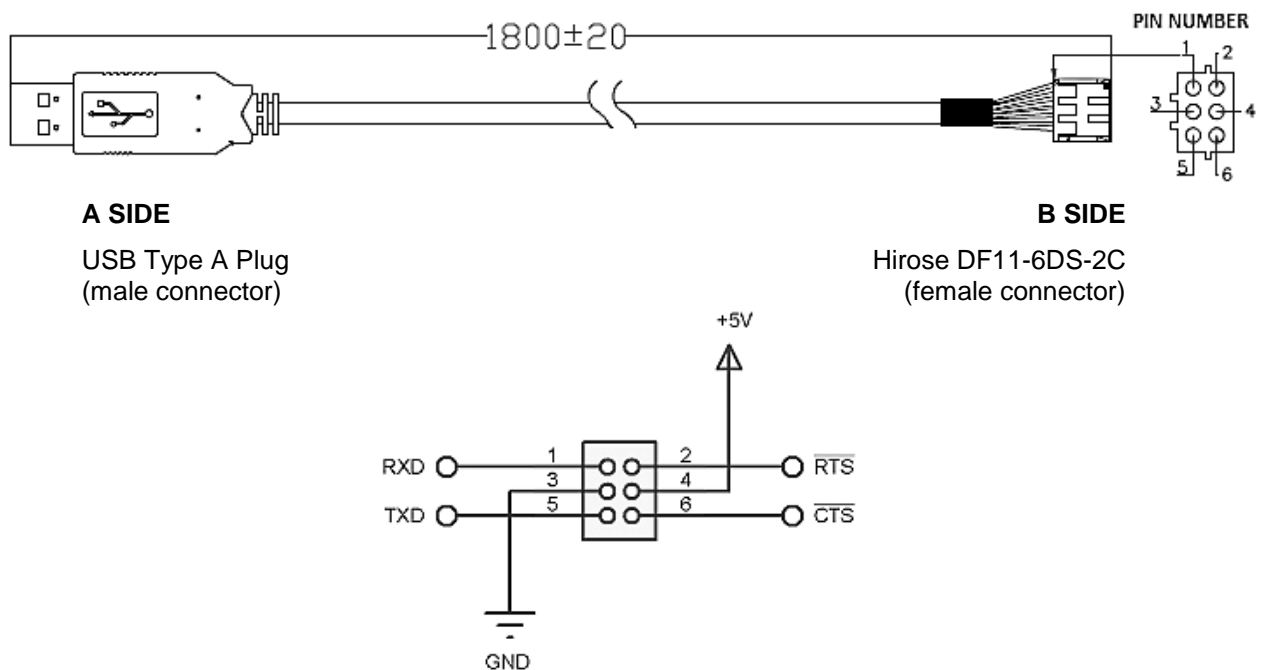 PIN NUMBER
1800±20
1
2
3
4
5
6
A SIDE
B SIDE
USB Type A Plug
(male connector)
Hirose DF11-6DS-2C
(female connector)
+5V
RXD 1 2 RTS
3 4
TXD 5 6 CTS
GND